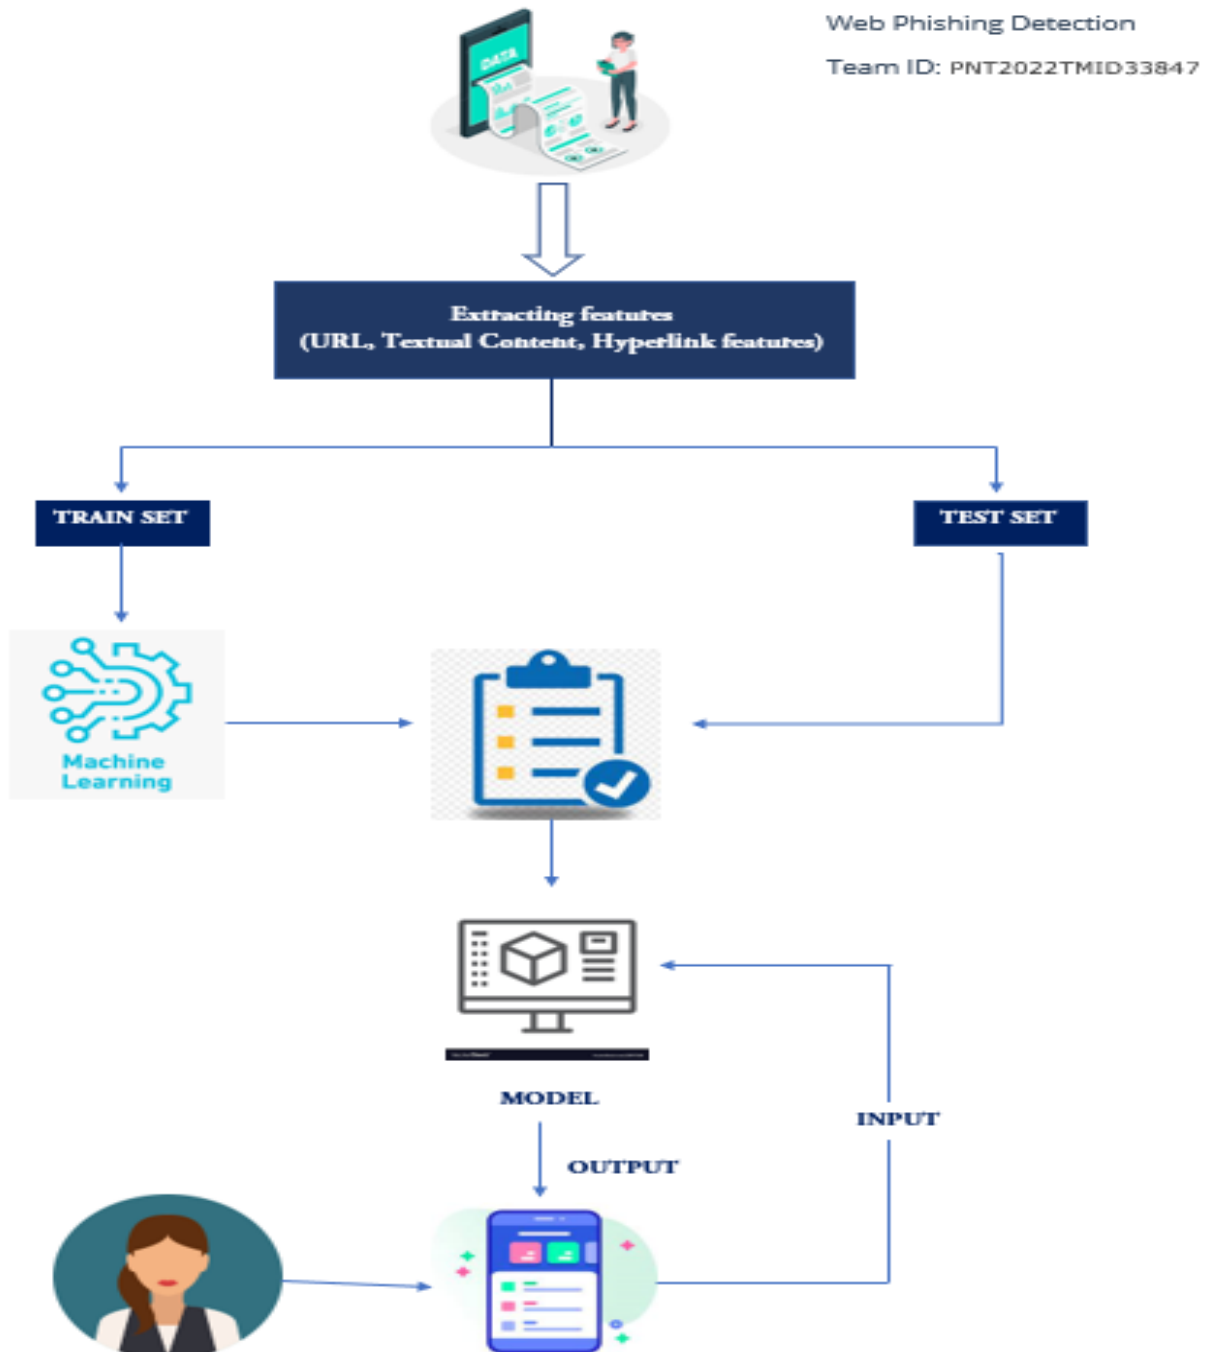 Web Phishing Detection
Team ID: PNT2022TMID33847
DATA
Extracting features
(URL, Textual Content, Hyperlink features)
TRAIN SET
TEST SET
Machine
Learning
MODEL
INPUT
OUTPUT